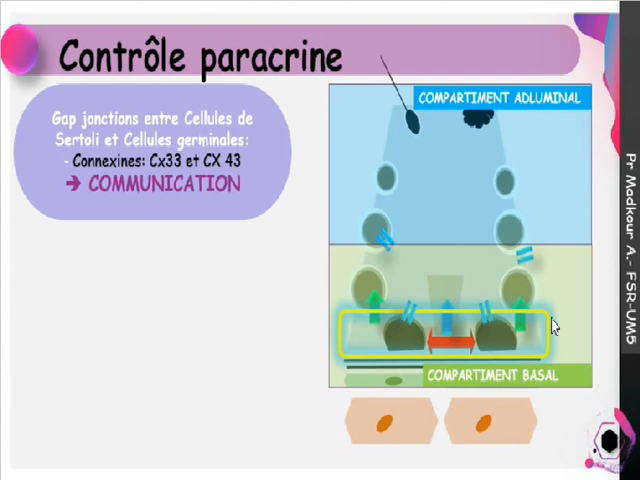 Contrôle paracrine
Gap jonctions entre Cellules de
Sertoli et Cellules germinales:
- Connexines: Cx33 et CX 43
➔ COMMUNICATION
COMPARTIMENT ADLUMINAL
COMPARTIMENT BASAL
Pr Madkour A.- FSR-UM5